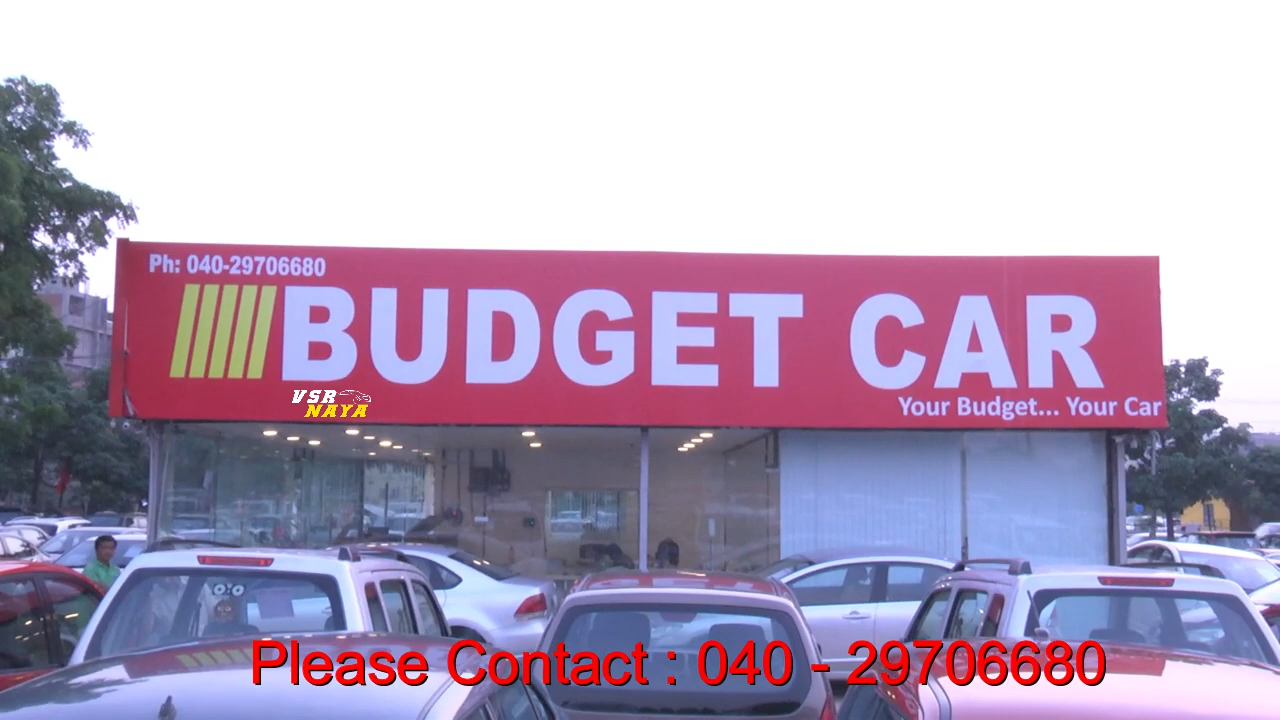 Ph: 040-29706680
BUDGET CAR
VSR
NAYA
Your Budget... Your Car
Please Contact : 040 - 29706680